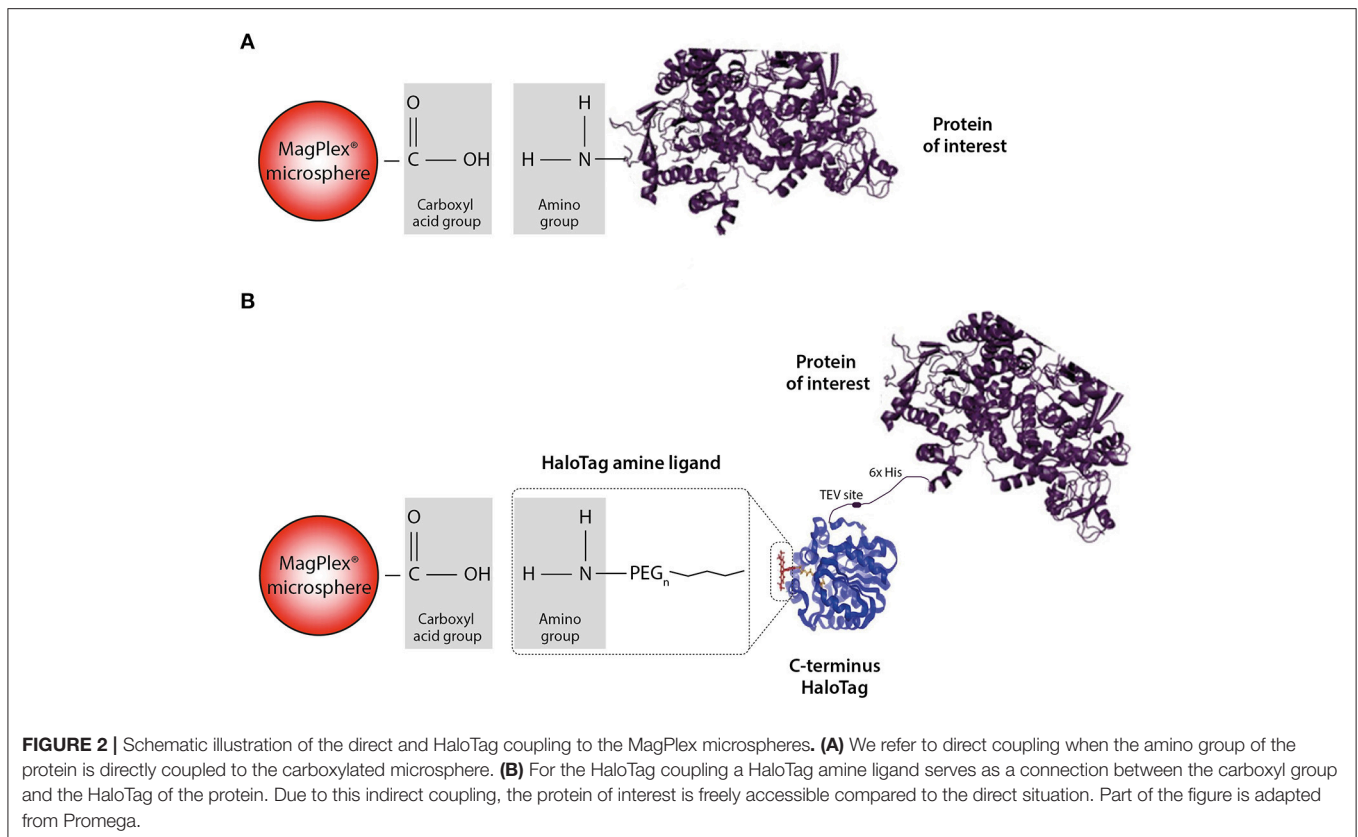 A
O
H
MagPlex®
microsphere
C
OH
H
N
Carboxyl
acid group
Amino
group
Protein
of interest
B
Protein
of interest
HaloTag amine ligand
6x His
TEV site
O
H
MagPlex®
microsphere
C
OH
H
N
PEGn
Carboxyl
acid group
Amino
group
C-terminus
HaloTag
FIGURE 2 | Schematic illustration of the direct and HaloTag coupling to the MagPlex microspheres. (A) We refer to direct coupling when the amino group of the
protein is directly coupled to the carboxylated microsphere. (B) For the HaloTag coupling a HaloTag amine ligand serves as a connection between the carboxyl group
and the HaloTag of the protein. Due to this indirect coupling, the protein of interest is freely accessible compared to the direct situation. Part of the figure is adapted
from Promega.